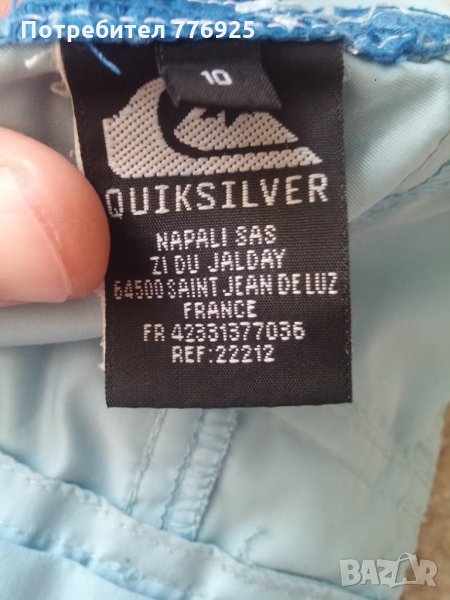 Потребител 776925
10
QUIKSILVER
NAPALI SAS
ZI DU JALDAY
64500 SAINT JEAN DE LUZ
FRANCE
FR 42331377036
REF:22212
BAZAR